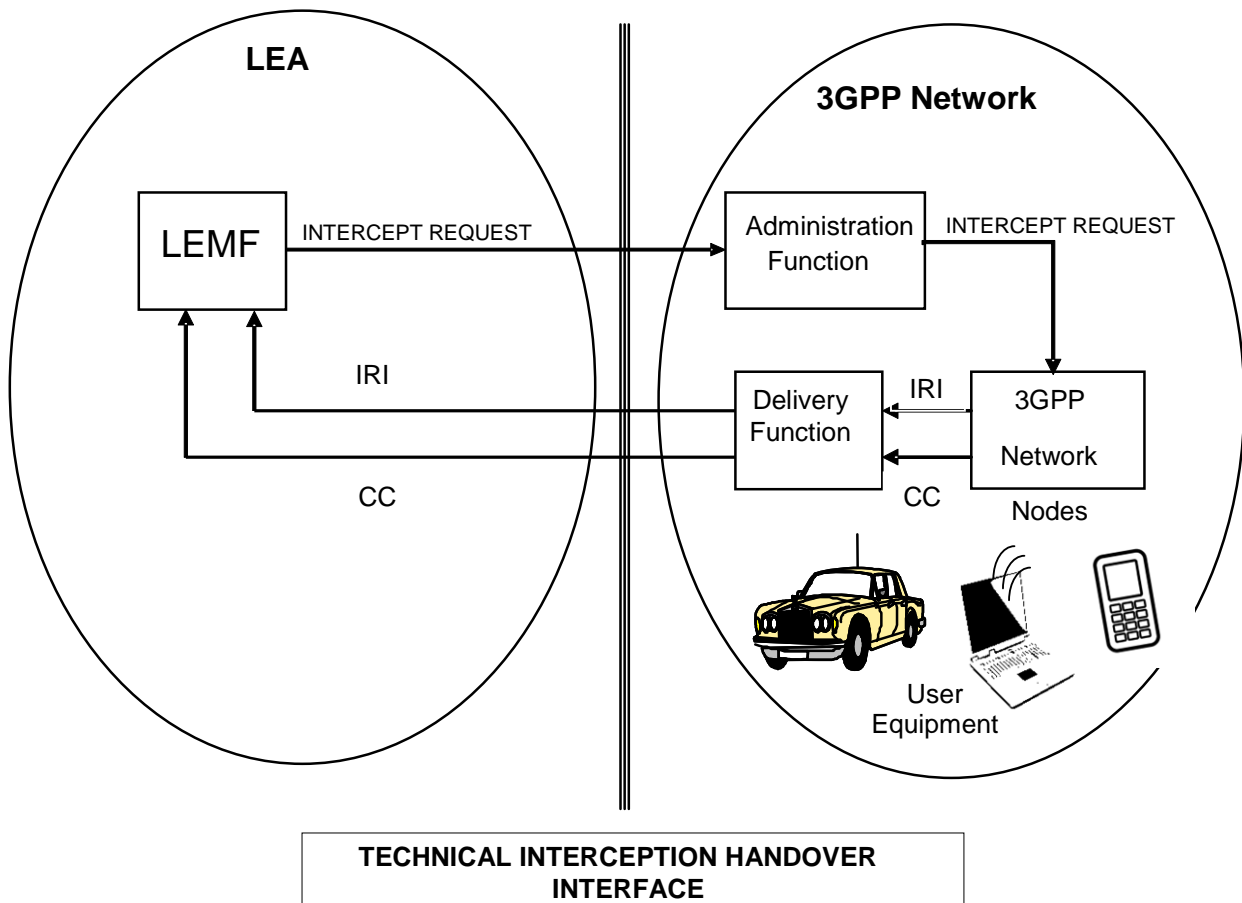 LEA
3GPP Network
LEMF
INTERCEPT REQUEST
Administration
Function
INTERCEPT REQUEST
IRI
CC
Delivery
Function
IRI
CC
3GPP
Network
Nodes
User
Equipment
TECHNICAL INTERCEPTION HANDOVER
INTERFACE